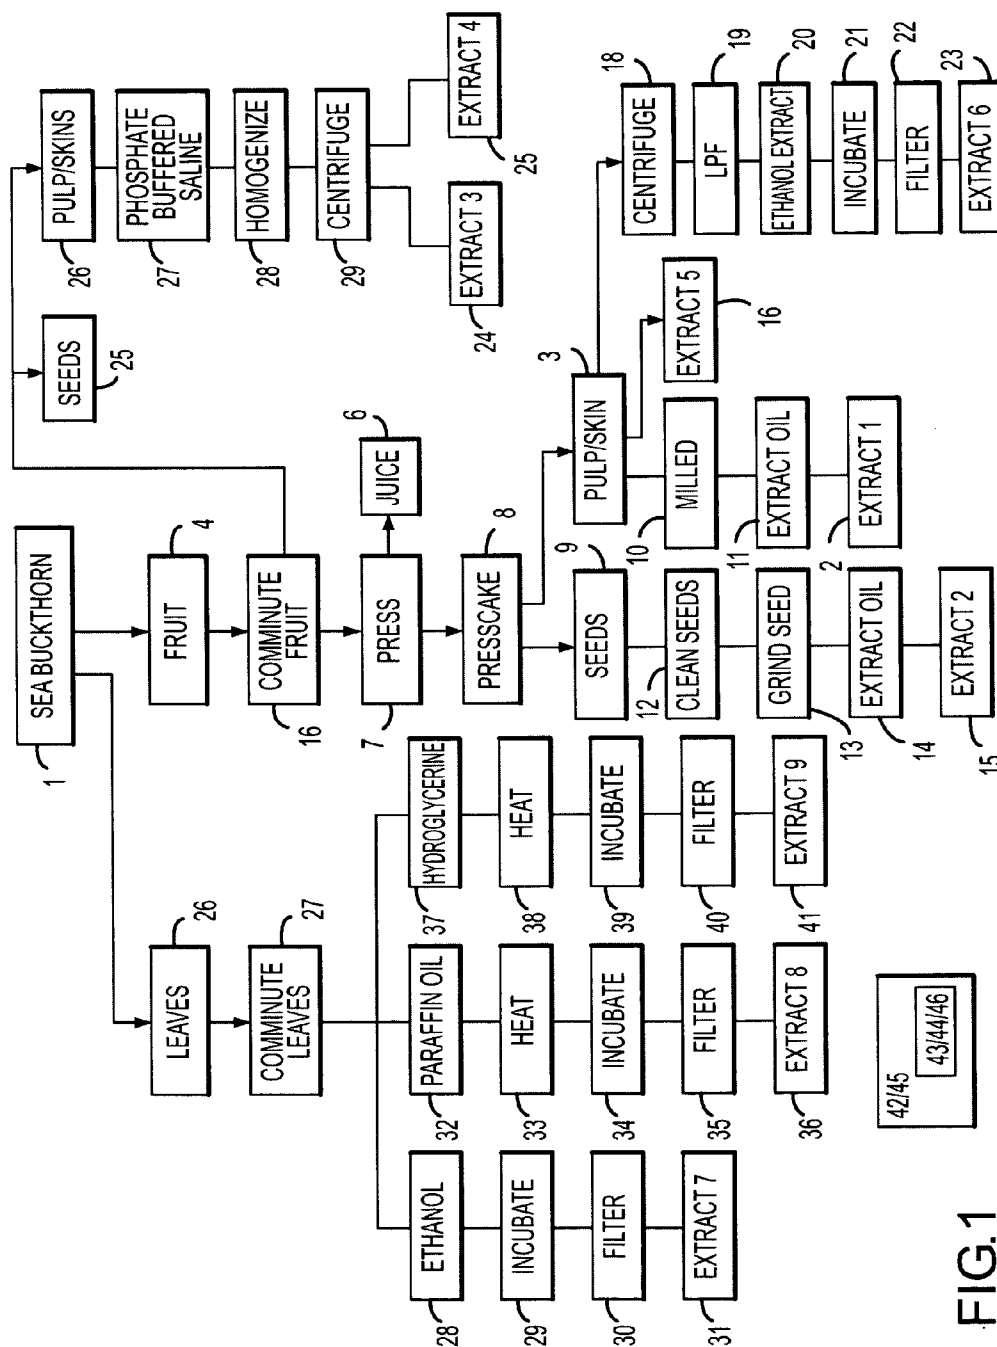 SEA BUCKTHORN
1
FRUIT
4
COMMINUTE
FRUIT
16
PRESS
7
JUICE
6
PRESSCAKE
8
SEEDS
9
CLEAN SEEDS
12
GRIND SEED
13
EXTRACT OIL
14
EXTRACT 2
15
PULP/SKIN
3
MILLED
10
EXTRACT OIL
11
EXTRACT 1
2
EXTRACT 5
16
CENTRIFUGE
18
LPF
19
ETHANOL EXTRACT
20
INCUBATE
21
FILTER
22
EXTRACT 6
23
SEEDS
25
PULP/SKINS
26
PHOSPHATE
BUFFERED
SALINE
27
HOMOGENIZE
28
CENTRIFUGE
29
EXTRACT 3
24
EXTRACT 4
25
LEAVES
26
COMMINUTE
LEAVES
27
ETHANOL
28
INCUBATE
29
FILTER
30
EXTRACT 7
31
PARAFFIN OIL
32
HEAT
33
INCUBATE
34
FILTER
35
EXTRACT 8
36
HYDROGLYCERINE
37
HEAT
38
INCUBATE
39
FILTER
40
EXTRACT 9
41
42/45
43/44/46
FIG.1